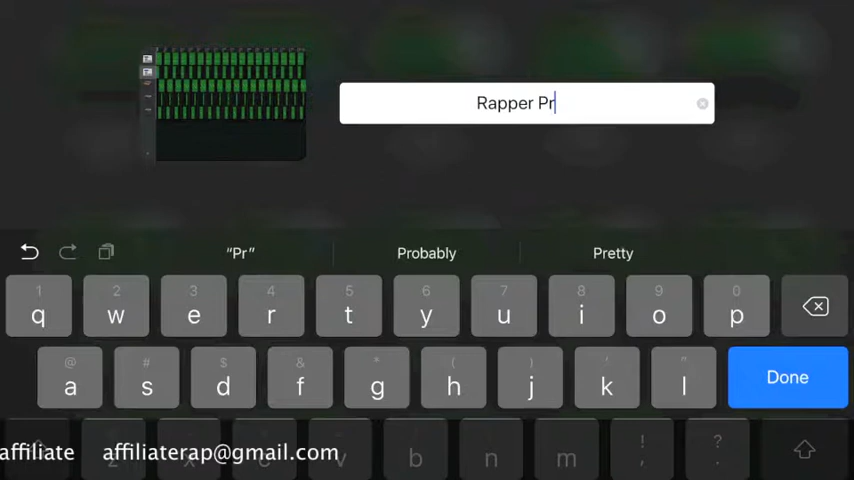 Rapper Pr
“Pr” Probably Pretty
1 2 3 4 5 6 7 8 9 0
q w e r t y u i o p
@ # $ & * ( ) ' "
a s d f g h j k l Done
! ?
z x c v b n m , .
affiliate affiliaterap@gmail.com